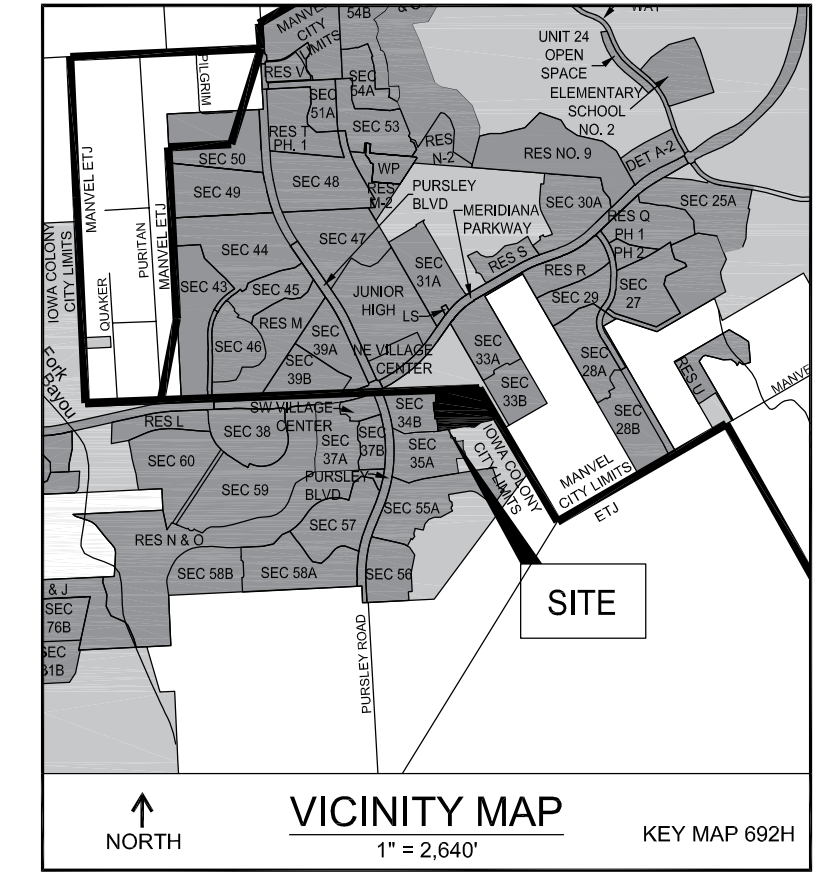 WAY
54B
& C
MANVEL
CITY
LIMITS
UNIT 24
OPEN
SPACE
ELEMENTARY
SCHOOL
NO. 2
PILGRIM
RES V
SEC
54A
SEC
51A
SEC 53
RES T
PH. 1
RES
N-2
RES NO. 9
DET A-2
SEC 50
WP
SEC 49
SEC 48
RES
M-2
PURSLEY
BLVD
MERIDIANA
PARKWAY
SEC 30A
SEC 25A
RES Q
PH 1
PH 2
MANVEL ETJ
PURITAN
MANVEL ETJ
IOWA COLONY
CITY LIMITS
QUAKER
SEC 44
SEC 47
SEC
31A
RES S
RES R
SEC 43
SEC 45
JUNIOR
HIGH
LS
SEC 29
SEC
27
RES M
SEC
39A
SEC 46
SEC
39B
NE VILLAGE
CENTER
SEC
33A
SEC
28A
Fork
Bayou
SEC
33B
RES U
MANVE
SW VILLAGE
CENTER
SEC
34B
SEC
28B
RES L
SEC 38
SEC
37A
SEC
37B
SEC
35A
IOWA COLONY
CITY LIMITS
MANVEL
CITY LIMITS
ETJ
SEC 60
SEC 59
PURSLEY
BLVD
SEC 55A
SEC 57
RES N & O
SEC 58B
SEC 58A
SEC 56
& J
SEC
76B
SEC
81B
SITE
PURSLEY ROAD
NORTH
VICINITY MAP
1" = 2,640'
KEY MAP 692H